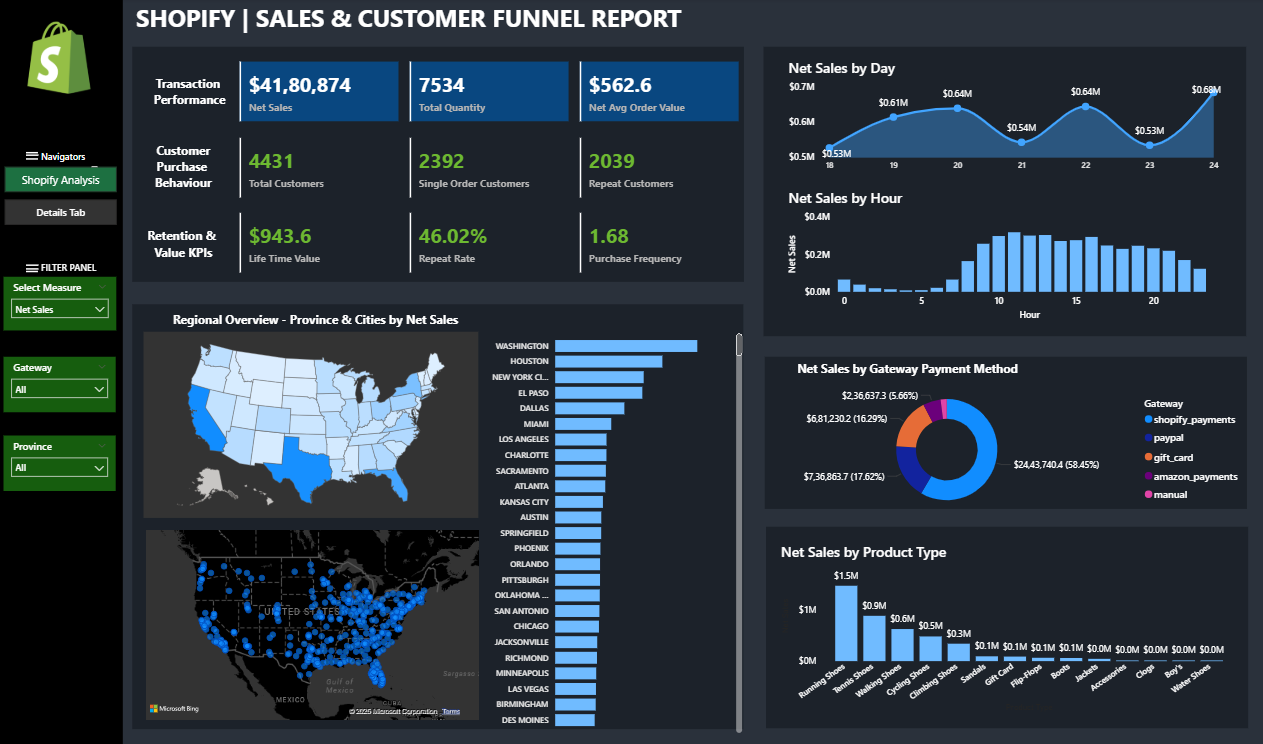 SHOPIFY | SALES & CUSTOMER FUNNEL REPORT
S
Navigators
Shopify Analysis
Details Tab
FILTER PANEL
Select Measure
Net Sales
Gateway
All
Province
All
Transaction
Performance
$41,80,874
Net Sales
7534
Total Quantity
$562.6
Net Avg Order Value
Customer
Purchase
Behaviour
4431
Total Customers
2392
Single Order Customers
2039
Repeat Customers
Retention &
Value KPIs
$943.6
Life Time Value
46.02%
Repeat Rate
1.68
Purchase Frequency
Regional Overview - Province & Cities by Net Sales
WASHINGTON
HOUSTON
NEW YORK CI...
EL PASO
DALLAS
MIAMI
LOS ANGELES
CHARLOTTE
SACRAMENTO
ATLANTA
KANSAS CITY
AUSTIN
SPRINGFIELD
PHOENIX
ORLANDO
PITTSBURGH
OKLAHOMA ...
SAN ANTONIO
CHICAGO
JACKSONVILLE
RICHMOND
MINNEAPOLIS
LAS VEGAS
BIRMINGHAM
DES MOINES
UNITED STATES
Gulf of
Mexico
MEXICO
CUBA
Sargasso
Microsoft Bing
© 2025 Microsoft Corporation Terms
Net Sales by Day
$0.7M
$0.6M
$0.5M
$0.53M
$0.61M
$0.64M
$0.54M
$0.64M
$0.53M
$0.68M
18 19 20 21 22 23 24
Net Sales by Hour
Net Sales
$0.4M
$0.2M
$0.0M
0 5 10 15 20
Hour
Net Sales by Gateway Payment Method
$2,36,637.3 (5.66%)
$6,81,230.2 (16.29%)
$7,36,863.7 (17.62%)
$24,43,740.4 (58.45%)
Gateway
shopify_payments
paypal
gift_card
amazon_payments
manual
Net Sales by Product Type
$1M
$0M
$1.5M
$0.9M
$0.6M
$0.5M
$0.3M
$0.1M
$0.1M
$0.1M
$0.1M
$0.0M
$0.0M
$0.0M
$0.0M
$0.0M
Running Shoes
Tennis Shoes
Walking Shoes
Cycling Shoes
Climbing Shoes
Sandals
Gift Card
Flip-Flops
Boots
Jackets
Accessories
Clogs
Boy's
Water Shoes